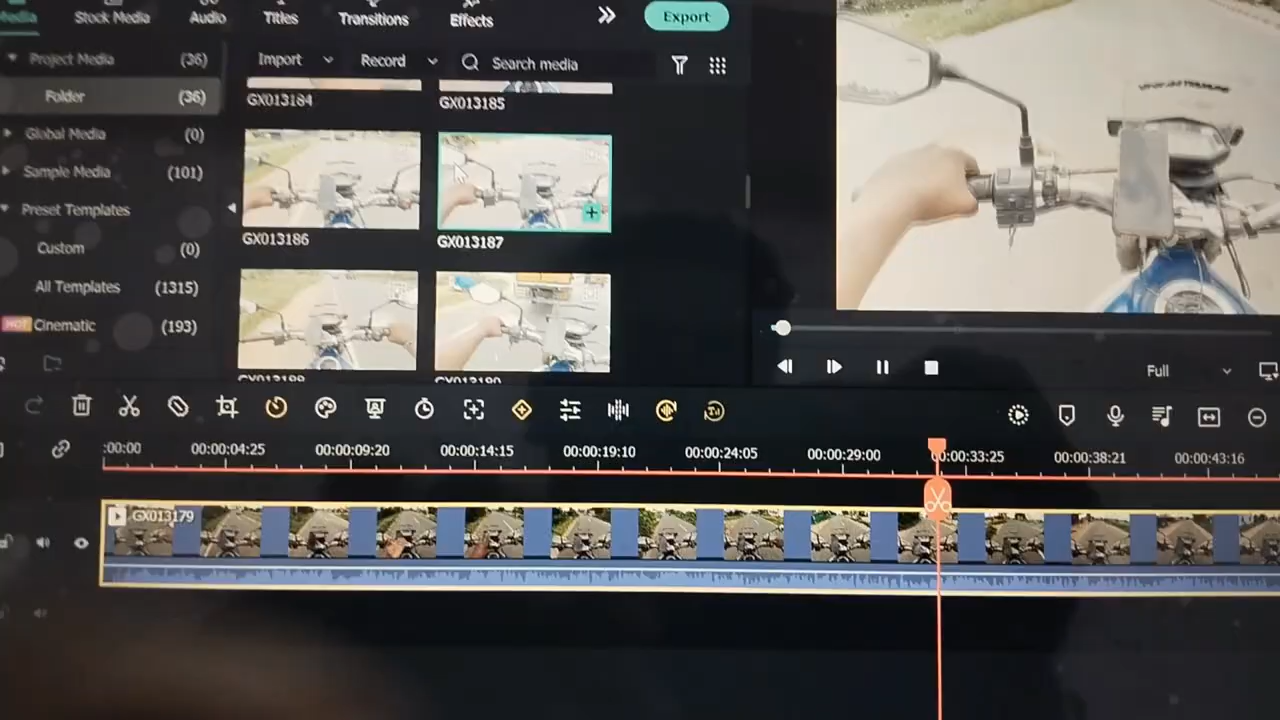 Media Stock Media Audio Titles Transitions Effects Export
Project Media (36)
Import Record Search media
Folder (36)
GX013184 GX013185
Global Media (0)
Sample Media (101)
Preset Templates
GX013186 GX013187
Custom (0)
All Templates (1315)
HOT Cinematic (193)
Full
:00:00 00:00:04:25 00:00:09:20 00:00:14:15 00:00:19:10 00:00:24:05 00:00:29:00 00:00:33:25 00:00:38:21 00:00:43:16
GX013179